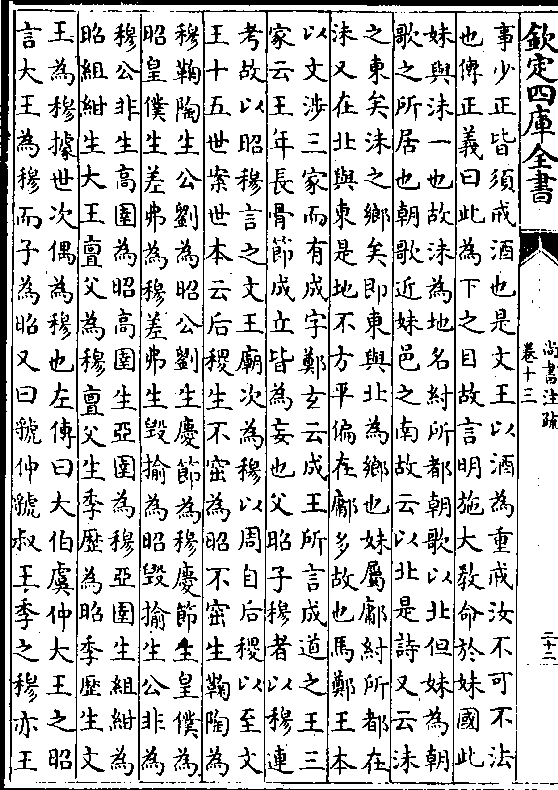 欽定四庫全書
尚書注疏
卷十三
二十二
事少正皆須戒酒也是文王以酒為重戒汝不可不法
也傳正義曰此為下之目故言明施大教命於妹國此
妹與沬一也故沬為地名紂所都朝歌以北但妹為朝
歌之所居也朝歌近妹邑之南故云以北是詩又云沬
之東矣沬之鄉矣即東與北為鄉也妹屬鄘紂所都在
沬又在北與東是地不方平偏在鄘多故也馬鄭王本
以文涉三家而有成字鄭玄云成王所言成道之王三
家云王年長骨節成立皆為妄也父昭子穆者以穆連
考故以昭穆言之文王廟次為穆以周自后稷以至文
王十五世案世本云后稷生不窋為昭不窋生鞠陶為
穆鞠陶生公劉為昭公劉生慶節為穆慶節生皇僕為
昭皇僕生差弗為穆差弗生毀揄為昭毀揄生公非為
穆公非生高圉為昭高圉生亞圉為穆亞圉生組紺為
昭組紺生大王亶父為穆亶父生季歷為昭季歷生文
王為穆據世次偶為穆也左傳曰大伯虞仲大王之昭
言大王為穆而子為昭又曰虢仲虢叔王季之穆亦王